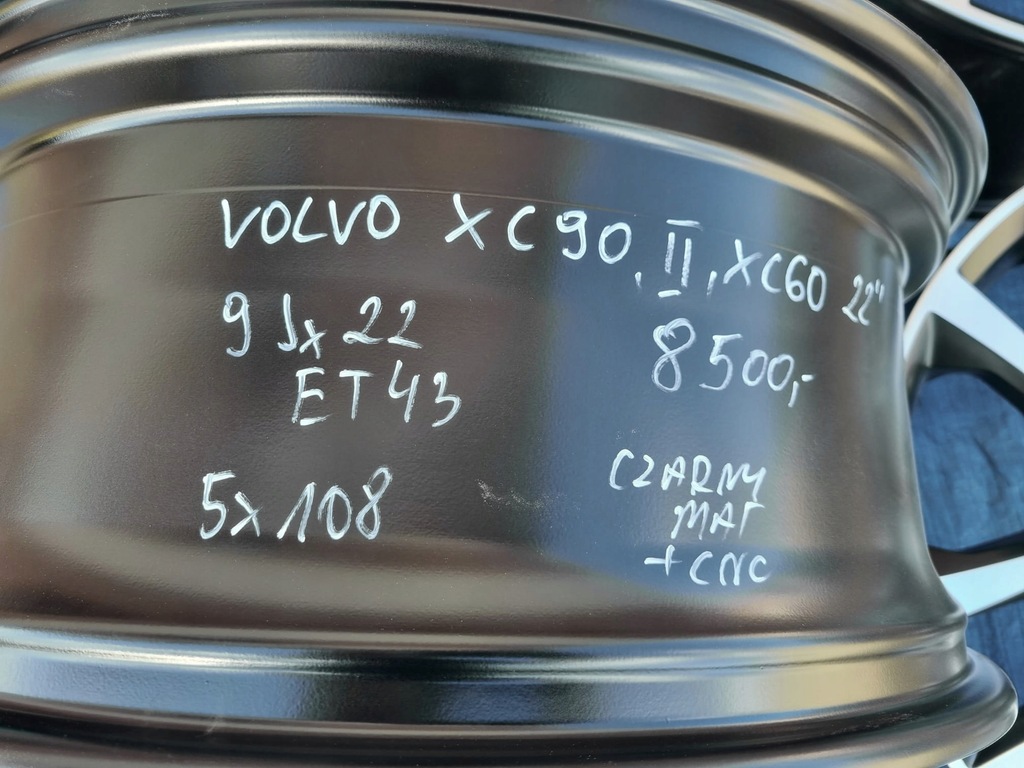 VOLVO XC90, II, XC60 22"
9Jx22
ET43
8500,-
5x108
CZARNY
MAT
+CNC